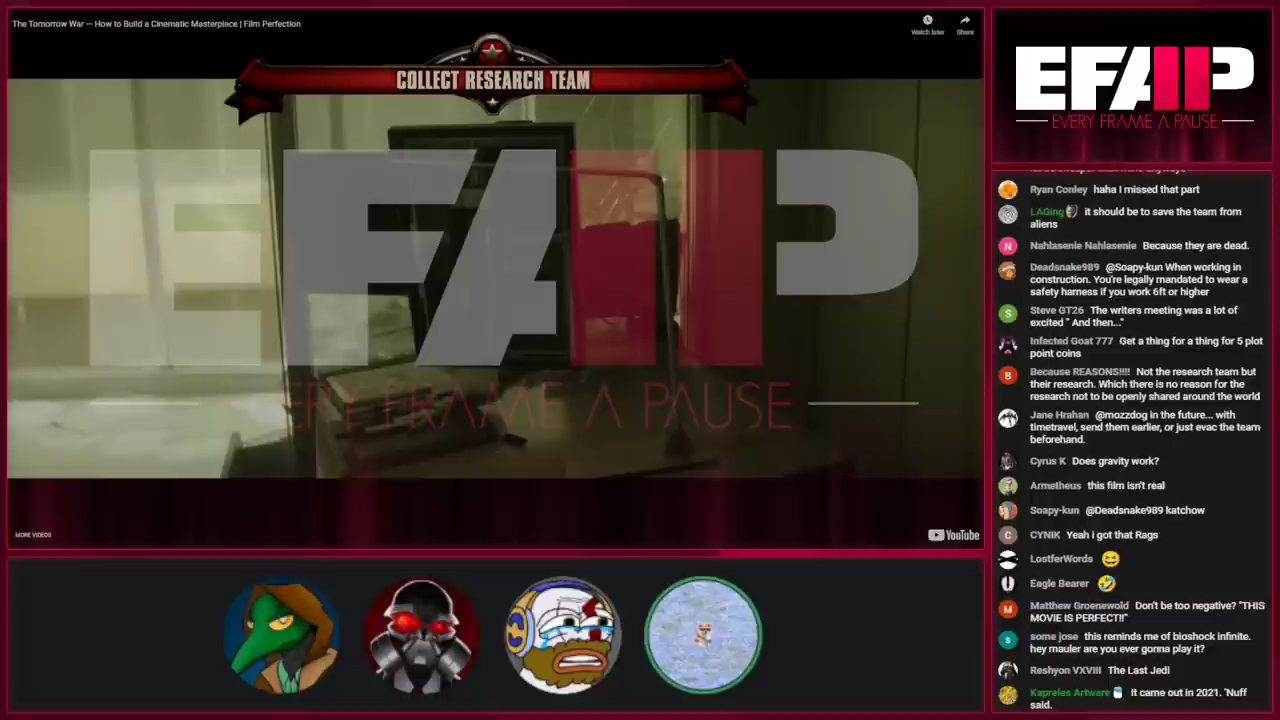 The Tomorrow War – How to Build a Cinematic Masterpiece | Film Perfection
Watch later
Share
COLLECT RESEARCH TEAM
EFAP
EVERY FRAME A PAUSE
MORE VIDEOS
YouTube
EFAP
EVERY FRAME A PAUSE
Ryan Conley haha I missed that part
LAGing it should be to save the team from
aliens
Nahlasenie Nahlasenie Because they are dead.
Deadsnake989 @Soapy-kun When working in
construction. You're legally mandated to wear a
safety harness if you work 6ft or higher
Steve GT26 The writers meeting was a lot of
excited " And then..."
Infected Goat 777 Get a thing for a thing for 5 plot
point coins
Because REASONS!!!! Not the research team but
their research. Which there is no reason for the
research not to be openly shared around the world
Jane Hrahan @mozzdog in the future... with
timetravel, send them earlier, or just evac the team
beforehand.
Cyrus K Does gravity work?
Armetheus this film isn't real
Soapy-kun @Deadsnake989 katchow
CYNIK Yeah i got that Rags
LostferWords
Eagle Bearer
Matthew Groenewold Don't be too negative? "THIS
MOVIE IS PERFECT!!"
some jose this reminds me of bioshock infinite.
hey mauler are you ever gonna play it?
Reshyon VXVIII The Last Jedi
Kapreles Artware It came out in 2021. 'Nuff
said.